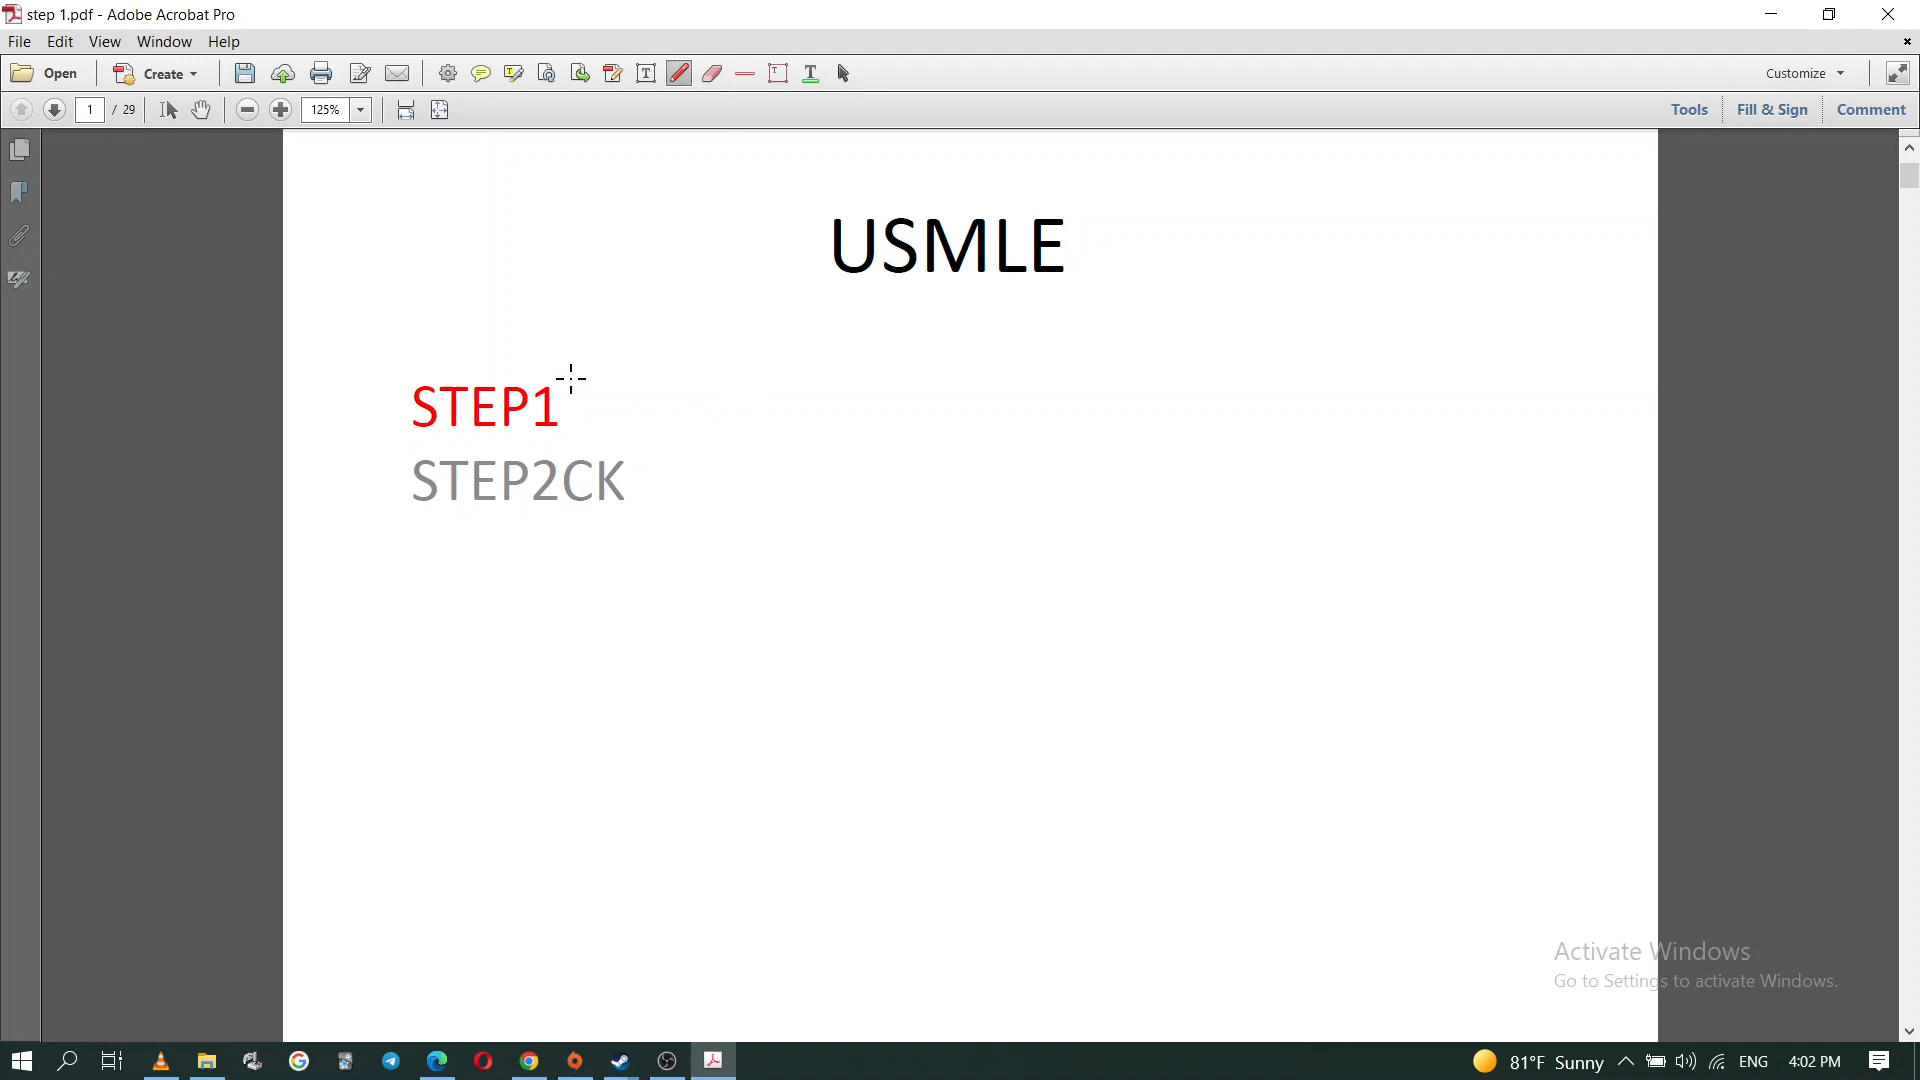 step 1.pdf - Adobe Acrobat Pro
File Edit View Window Help
Open Create Customize
1 / 29 125% Tools Fill & Sign Comment
USMLE
STEP1
STEP2CK
Activate Windows
Go to Settings to activate Windows.
81°F Sunny ENG 4:02 PM